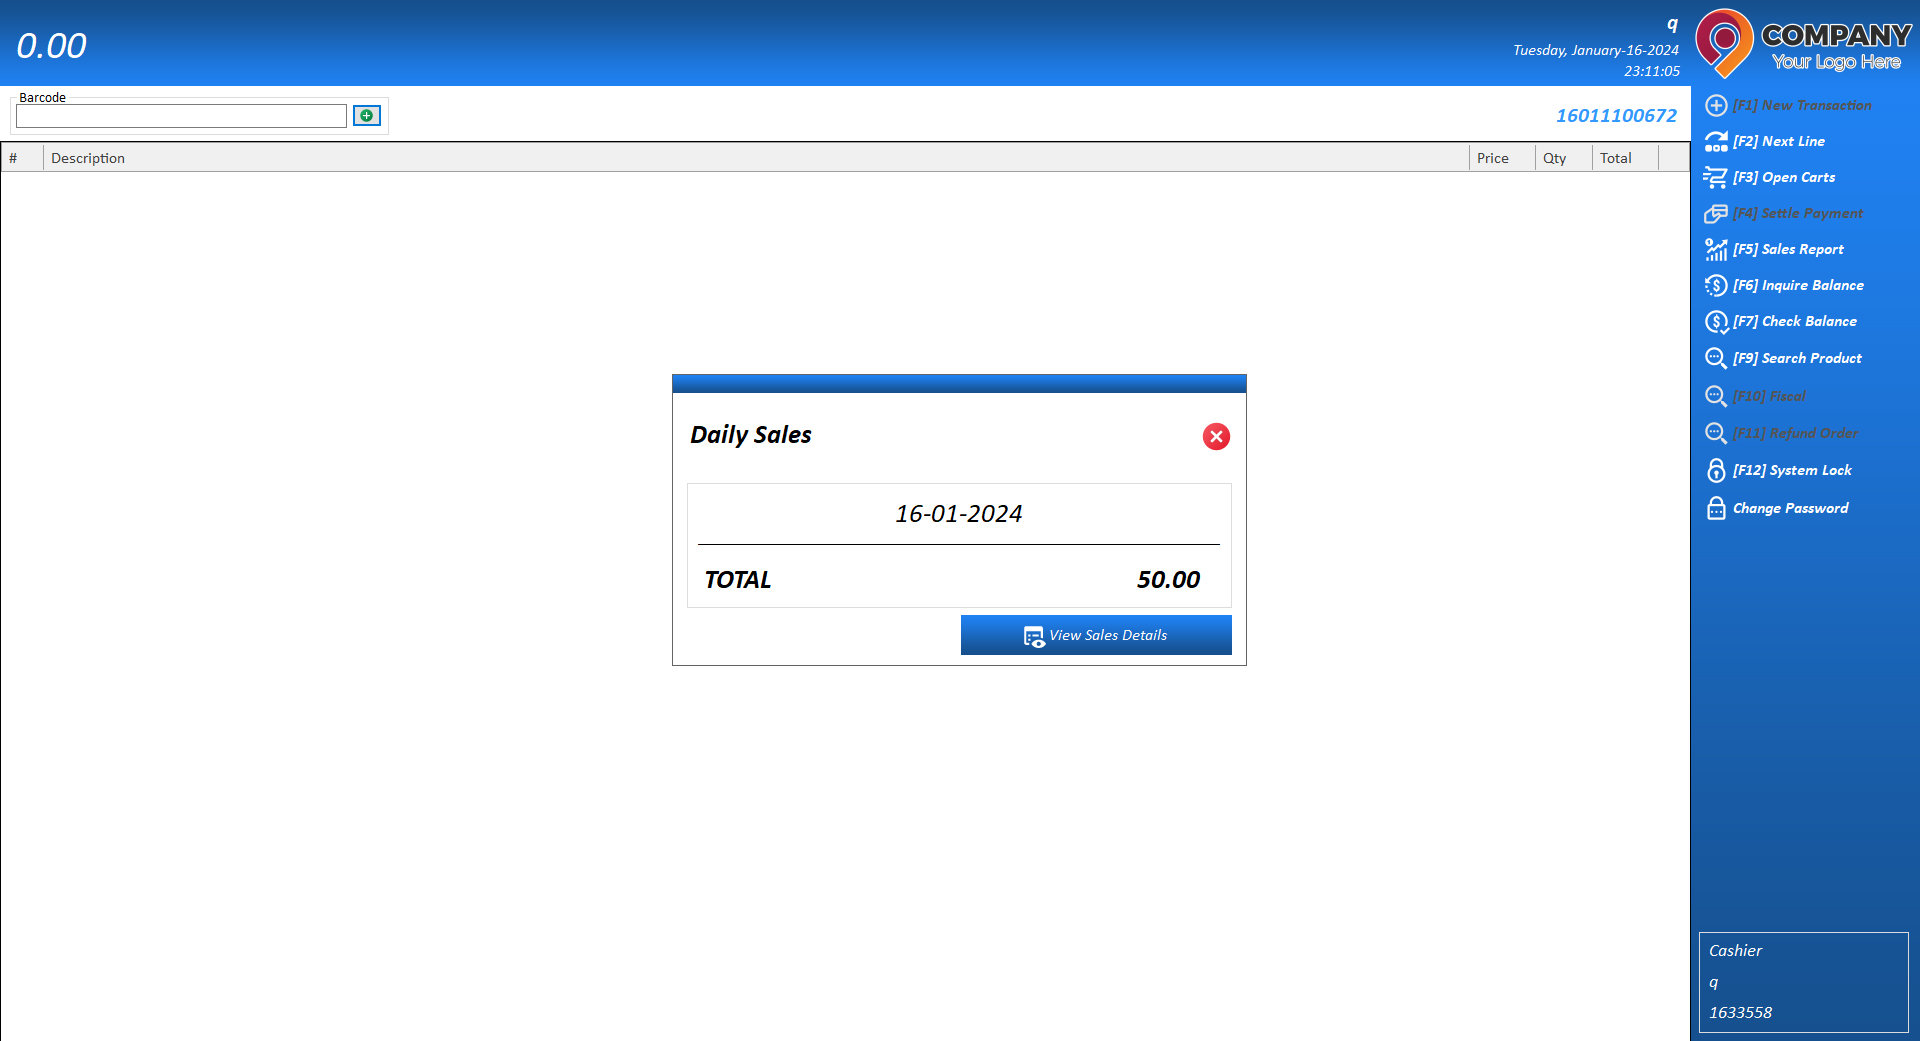 0.00
q
Tuesday, January-16-2024
23:11:05
COMPANY
Your Logo Here
Barcode
16011100672
# Description Price Qty Total
[F1] New Transaction
[F2] Next Line
[F3] Open Carts
[F4] Settle Payment
[F5] Sales Report
[F6] Inquire Balance
[F7] Check Balance
[F9] Search Product
[F10] Fiscal
[F11] Refund Order
[F12] System Lock
Change Password
Daily Sales
16-01-2024
TOTAL 50.00
View Sales Details
Cashier
q
1633558